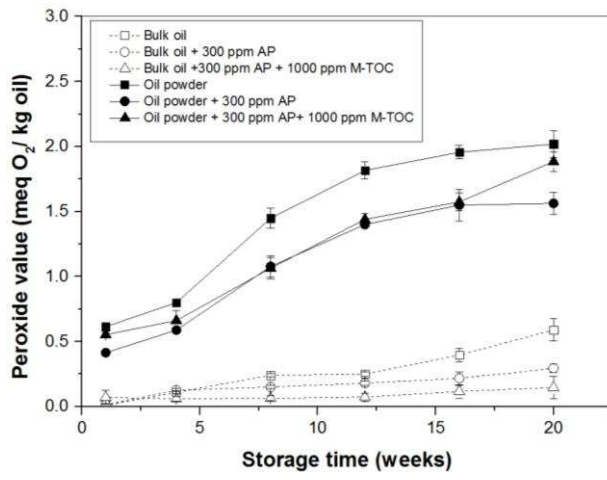 3.0
2.5
2.0
1.5
1.0
0.5
0.0
Peroxide value (meq O₂/ kg oil)
Bulk oil
Bulk oil + 300 ppm AP
Bulk oil +300 ppm AP + 1000 ppm M-TOC
Oil powder
Oil powder + 300 ppm AP
Oil powder + 300 ppm AP+ 1000 ppm M-TOC
0 5 10 15 20
Storage time (weeks)